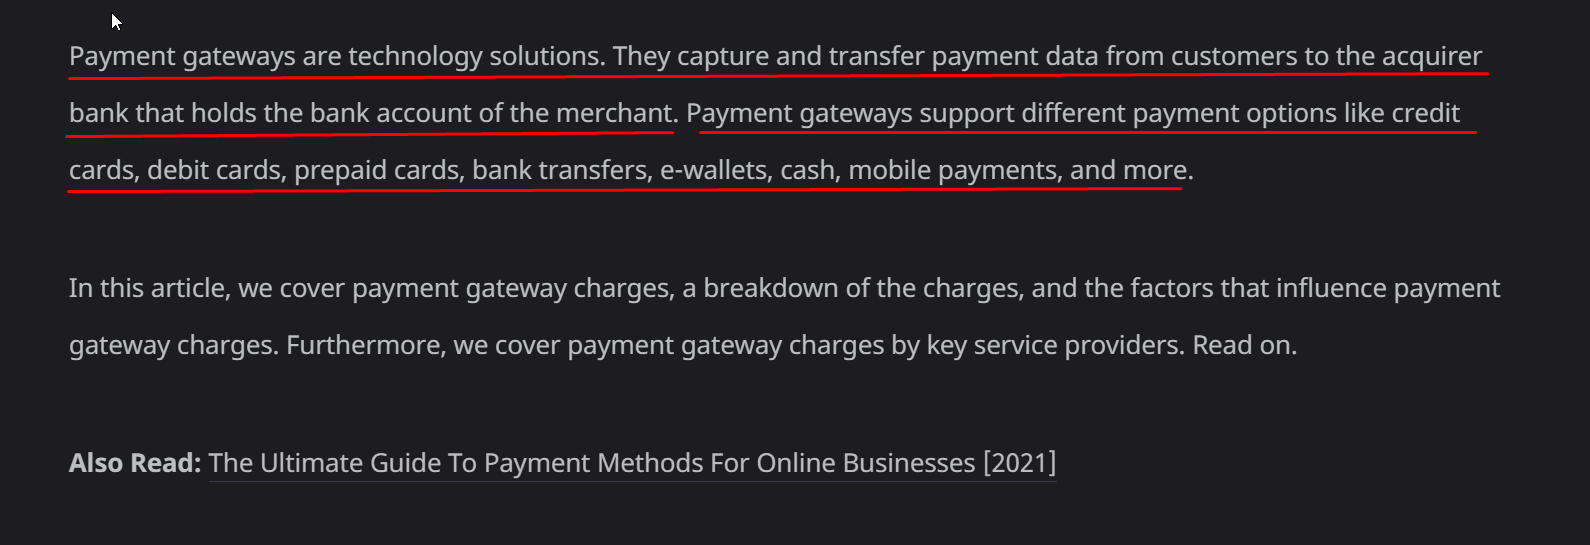 Payment gateways are technology solutions. They capture and transfer payment data from customers to the acquirer
bank that holds the bank account of the merchant. Payment gateways support different payment options like credit
cards, debit cards, prepaid cards, bank transfers, e-wallets, cash, mobile payments, and more.
In this article, we cover payment gateway charges, a breakdown of the charges, and the factors that influence payment
gateway charges. Furthermore, we cover payment gateway charges by key service providers. Read on.
Also Read: The Ultimate Guide To Payment Methods For Online Businesses [2021]